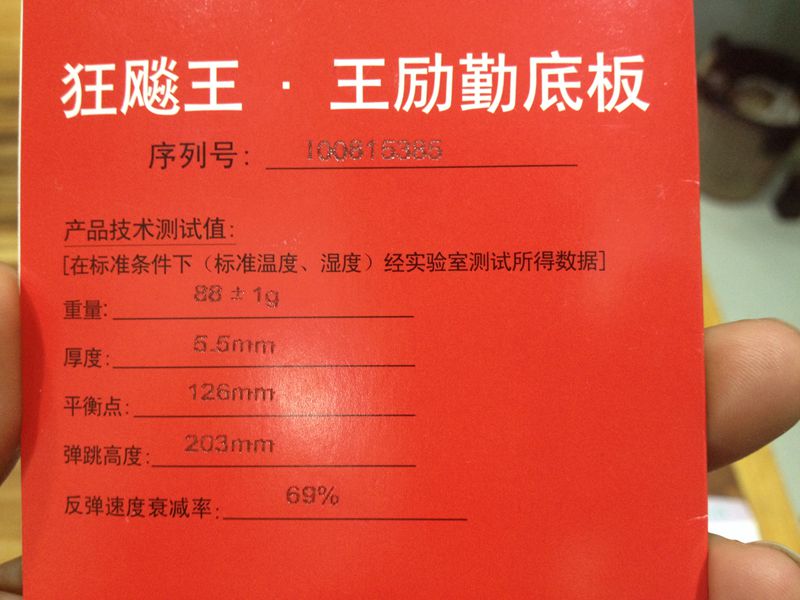 狂飚王·王励勤底板
序列号: I00815385
产品技术测试值:
[在标准条件下（标准温度、湿度）经实验室测试所得数据]
重量: 88±1g
厚度: 5.5mm
平衡点: 126mm
弹跳高度: 203mm
反弹速度衰减率: 69%